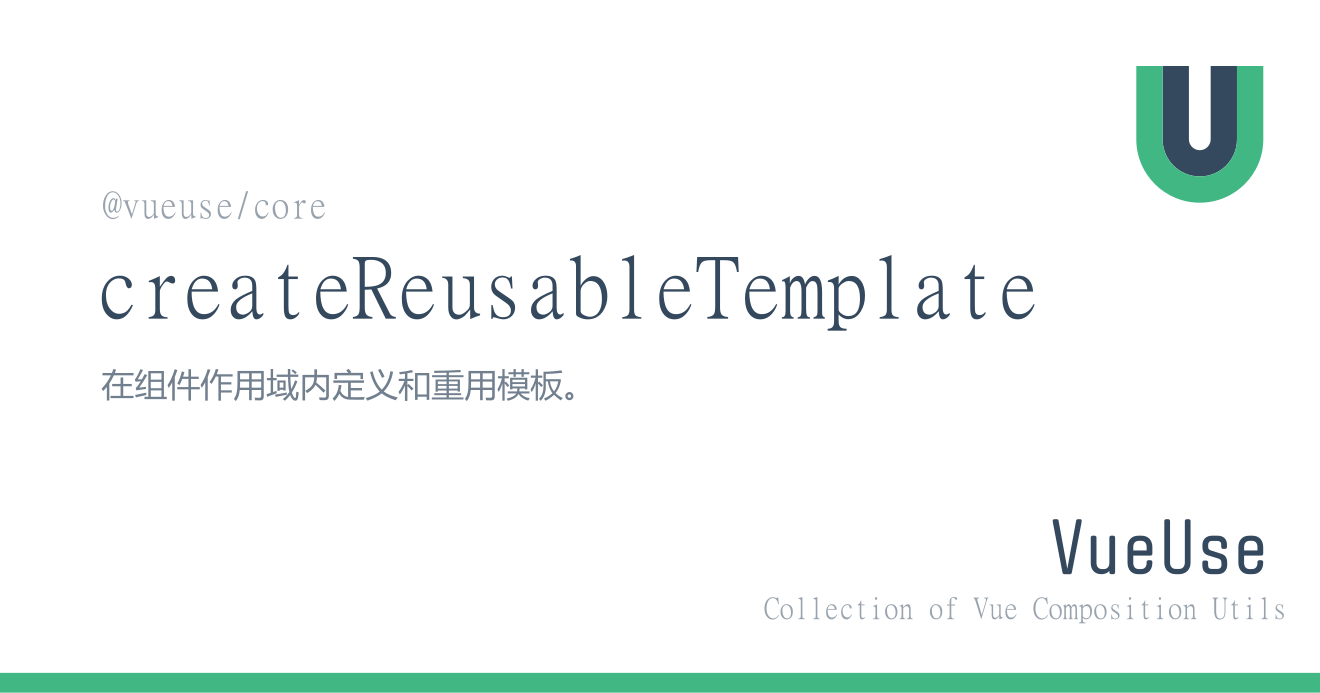 @vueuse/core
createReusableTemplate
在组件作用域内定义和重用模板。
VueUse
Collection of Vue Composition Utils